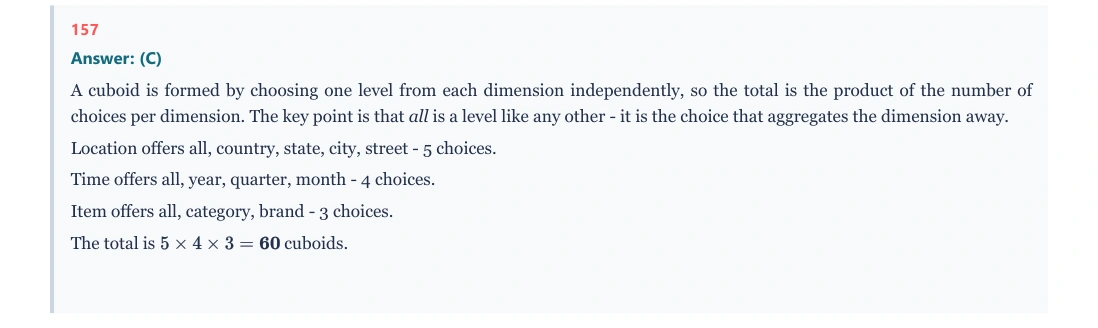 157
Answer: (C)
A cuboid is formed by choosing one level from each dimension independently, so the total is the product of the number of
choices per dimension. The key point is that all is a level like any other - it is the choice that aggregates the dimension away.
Location offers all, country, state, city, street - 5 choices.
Time offers all, year, quarter, month - 4 choices.
Item offers all, category, brand - 3 choices.
The total is 5 × 4 × 3 = 60 cuboids.